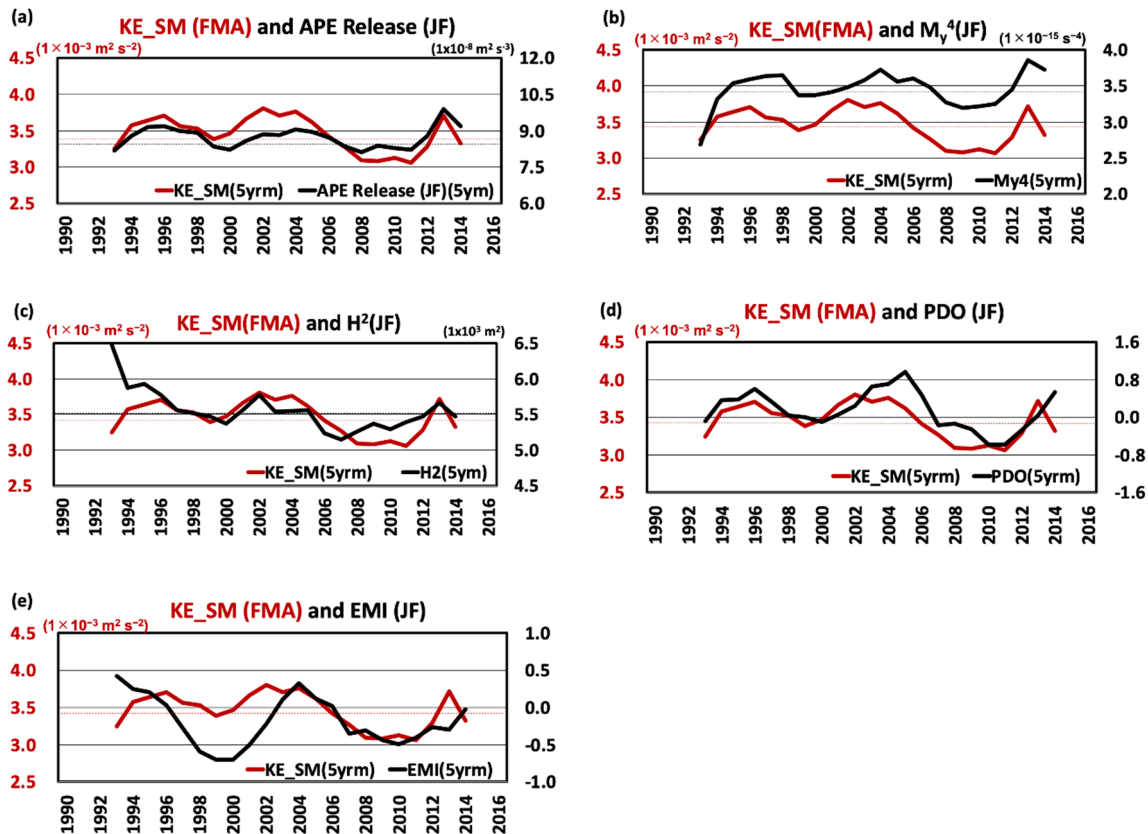 (a)
KE_SM (FMA) and APE Release (JF)
(1×10⁻³ m² s⁻²)
(1x10⁻⁸ m² s⁻³)
4.5
4.0
3.5
3.0
2.5
12.0
10.5
9.0
7.5
6.0
KE_SM(5yrm) APE Release (JF)(5ym)
1990 1992 1994 1996 1998 2000 2002 2004 2006 2008 2010 2012 2014 2016
(b)
KE_SM(FMA) and My⁴(JF)
(1×10⁻³ m² s⁻²)
(1×10⁻¹⁵ s⁻⁴)
4.5
4.0
3.5
3.0
2.5
4.0
3.5
3.0
2.5
2.0
KE_SM(5yrm) My4(5yrm)
1990 1992 1994 1996 1998 2000 2002 2004 2006 2008 2010 2012 2014 2016
(c)
KE_SM(FMA) and H²(JF)
(1×10⁻³ m² s⁻²)
(1x10³ m²)
4.5
4.0
3.5
3.0
2.5
6.5
6.0
5.5
5.0
4.5
KE_SM(5yrm) H2(5ym)
1990 1992 1994 1996 1998 2000 2002 2004 2006 2008 2010 2012 2014 2016
(d)
KE_SM (FMA) and PDO (JF)
(1×10⁻³ m² s⁻²)
4.5
4.0
3.5
3.0
2.5
1.6
0.8
0.0
-0.8
-1.6
KE_SM(5yrm) PDO(5yrm)
1990 1992 1994 1996 1998 2000 2002 2004 2006 2008 2010 2012 2014 2016
(e)
KE_SM (FMA) and EMI (JF)
(1×10⁻³ m² s⁻²)
4.5
4.0
3.5
3.0
2.5
1.0
0.5
0.0
-0.5
-1.0
KE_SM(5yrm) EMI(5yrm)
1990 1992 1994 1996 1998 2000 2002 2004 2006 2008 2010 2012 2014 2016